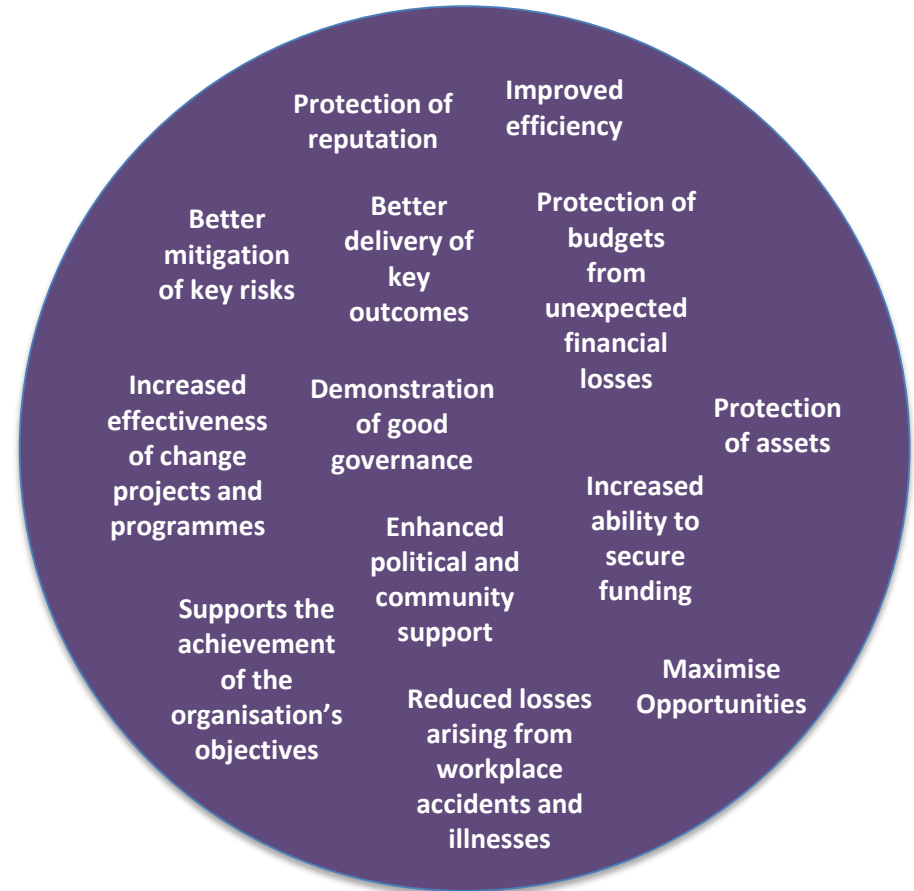 Protection of
reputation
Improved
efficiency
Better
mitigation
of key risks
Better
delivery of
key
outcomes
Protection of
budgets
from
unexpected
financial
losses
Increased
effectiveness
of change
projects and
programmes
Demonstration
of good
governance
Protection
of assets
Increased
ability to
secure
funding
Enhanced
political and
community
support
Supports the
achievement
of the
organisation’s
objectives
Reduced losses
arising from
workplace
accidents and
illnesses
Maximise
Opportunities